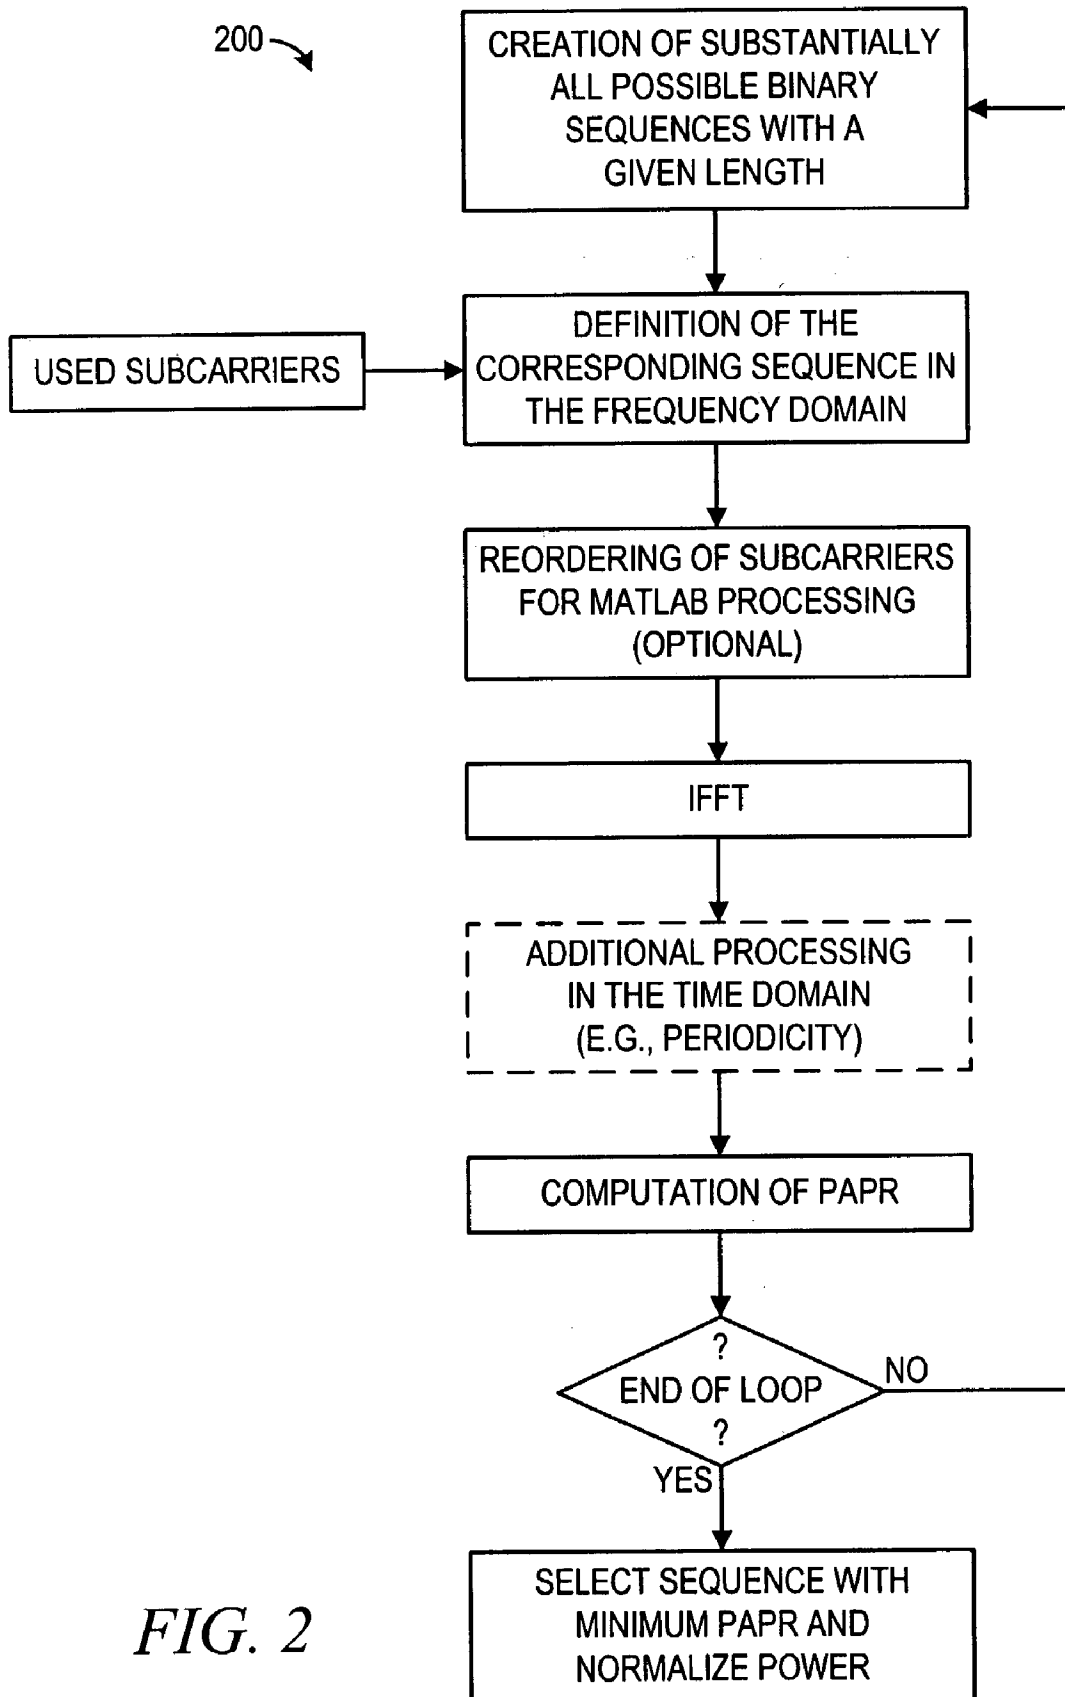 200
CREATION OF SUBSTANTIALLY
ALL POSSIBLE BINARY
SEQUENCES WITH A
GIVEN LENGTH
USED SUBCARRIERS
DEFINITION OF THE
CORRESPONDING SEQUENCE IN
THE FREQUENCY DOMAIN
REORDERING OF SUBCARRIERS
FOR MATLAB PROCESSING
(OPTIONAL)
IFFT
ADDITIONAL PROCESSING
IN THE TIME DOMAIN
(E.G., PERIODICITY)
COMPUTATION OF PAPR
?
END OF LOOP
?
NO
YES
SELECT SEQUENCE WITH
MINIMUM PAPR AND
NORMALIZE POWER
FIG. 2